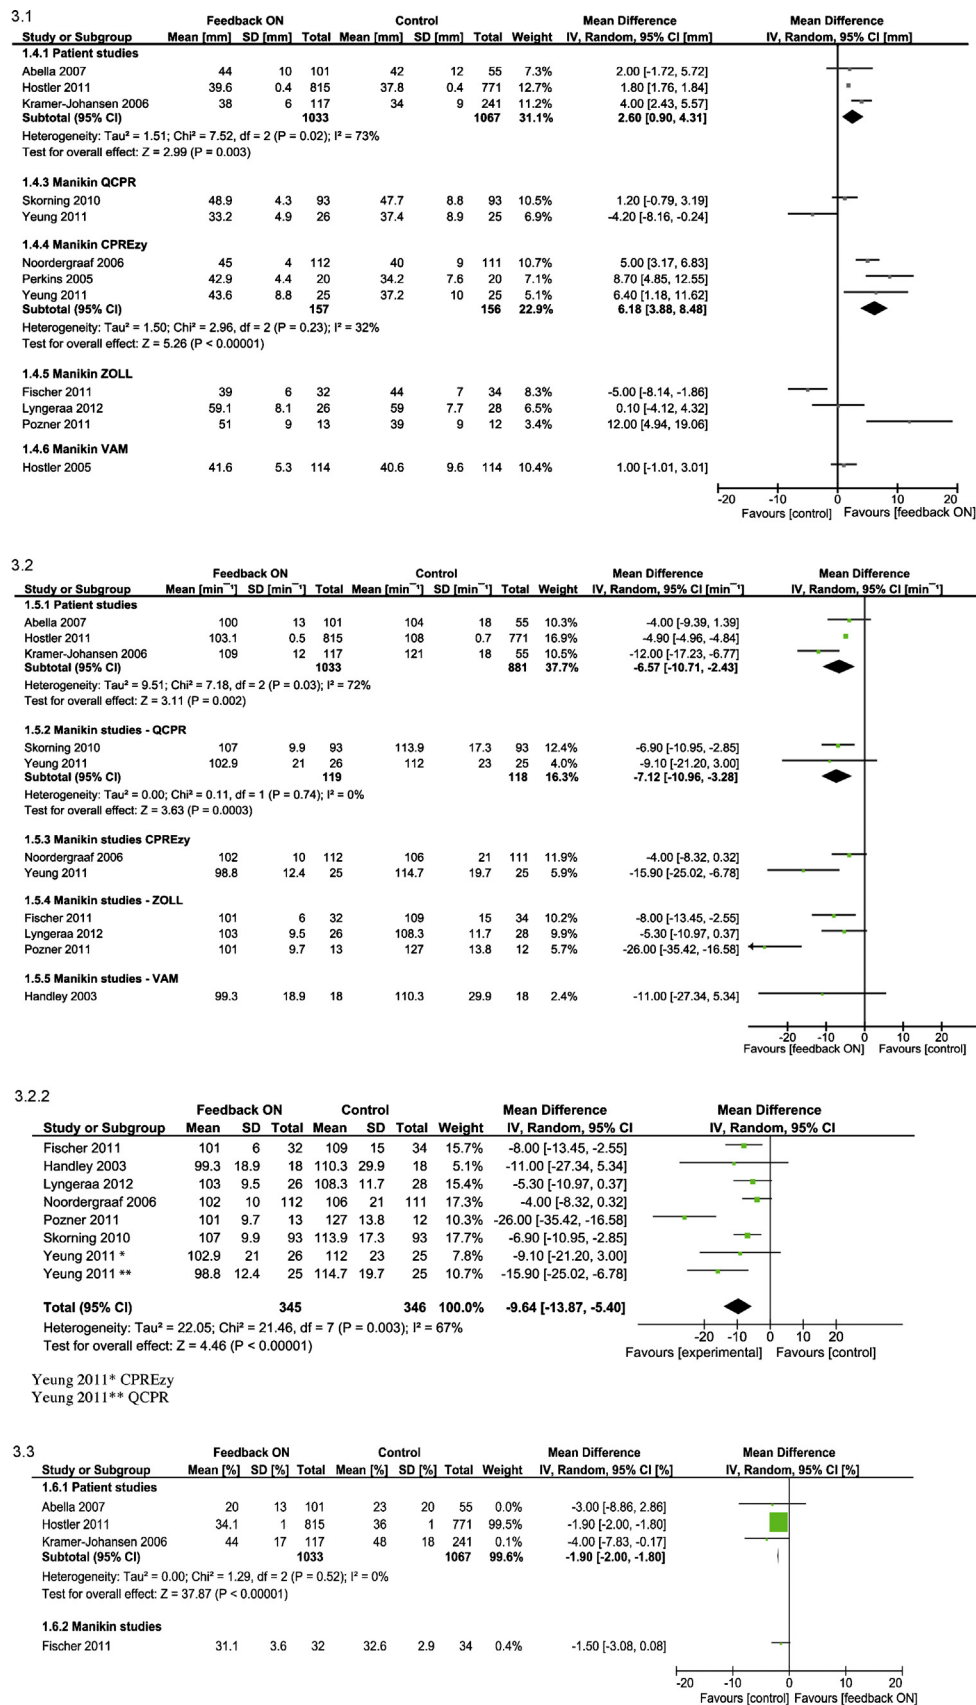 3.1
Feedback ON Control Mean Difference Mean Difference
Study or Subgroup Mean [mm] SD [mm] Total Mean [mm] SD [mm] Total Weight IV, Random, 95% CI [mm] IV, Random, 95% CI [mm]
1.4.1 Patient studies
Abella 2007 44 10 101 42 12 55 7.3% 2.00 [-1.72, 5.72]
Hostler 2011 39.6 0.4 815 37.8 0.4 771 12.7% 1.80 [1.76, 1.84]
Kramer-Johansen 2006 38 6 117 34 9 241 11.2% 4.00 [2.43, 5.57]
Subtotal (95% CI) 1033 1067 31.1% 2.60 [0.90, 4.31]
Heterogeneity: Tau² = 1.51; Chi² = 7.52, df = 2 (P = 0.02); I² = 73%
Test for overall effect: Z = 2.99 (P = 0.003)
1.4.3 Manikin QCPR
Skorning 2010 48.9 4.3 93 47.7 8.8 93 10.5% 1.20 [-0.79, 3.19]
Yeung 2011 33.2 4.9 26 37.4 8.9 25 6.9% -4.20 [-8.16, -0.24]
1.4.4 Manikin CPREzy
Noordergraaf 2006 45 4 112 40 9 111 10.7% 5.00 [3.17, 6.83]
Perkins 2005 42.9 4.4 20 34.2 7.6 20 7.1% 8.70 [4.85, 12.55]
Yeung 2011 43.6 8.8 25 37.2 10 25 5.1% 6.40 [1.18, 11.62]
Subtotal (95% CI) 157 156 22.9% 6.18 [3.88, 8.48]
Heterogeneity: Tau² = 1.50; Chi² = 2.96, df = 2 (P = 0.23); I² = 32%
Test for overall effect: Z = 5.26 (P < 0.00001)
1.4.5 Manikin ZOLL
Fischer 2011 39 6 32 44 7 34 8.3% -5.00 [-8.14, -1.86]
Lyngeraa 2012 59.1 8.1 26 59 7.7 28 6.5% 0.10 [-4.12, 4.32]
Pozner 2011 51 9 13 39 9 12 3.4% 12.00 [4.94, 19.06]
1.4.6 Manikin VAM
Hostler 2005 41.6 5.3 114 40.6 9.6 114 10.4% 1.00 [-1.01, 3.01]
-20 -10 0 10 20
Favours [control] Favours [feedback ON]
3.2
Feedback ON Control Mean Difference Mean Difference
Study or Subgroup Mean [min⁻¹] SD [min⁻¹] Total Mean [min⁻¹] SD [min⁻¹] Total Weight IV, Random, 95% CI [min⁻¹] IV, Random, 95% CI [min⁻¹]
1.5.1 Patient studies
Abella 2007 100 13 101 104 18 55 10.3% -4.00 [-9.39, 1.39]
Hostler 2011 103.1 0.5 815 108 0.7 771 16.9% -4.90 [-4.96, -4.84]
Kramer-Johansen 2006 109 12 117 121 18 55 10.5% -12.00 [-17.23, -6.77]
Subtotal (95% CI) 1033 881 37.7% -6.57 [-10.71, -2.43]
Heterogeneity: Tau² = 9.51; Chi² = 7.18, df = 2 (P = 0.03); I² = 72%
Test for overall effect: Z = 3.11 (P = 0.002)
1.5.2 Manikin studies - QCPR
Skorning 2010 107 9.9 93 113.9 17.3 93 12.4% -6.90 [-10.95, -2.85]
Yeung 2011 102.9 21 26 112 23 25 4.0% -9.10 [-21.20, 3.00]
Subtotal (95% CI) 119 118 16.3% -7.12 [-10.96, -3.28]
Heterogeneity: Tau² = 0.00; Chi² = 0.11, df = 1 (P = 0.74); I² = 0%
Test for overall effect: Z = 3.63 (P = 0.0003)
1.5.3 Manikin studies CPREzy
Noordergraaf 2006 102 10 112 106 21 111 11.9% -4.00 [-8.32, 0.32]
Yeung 2011 98.8 12.4 25 114.7 19.7 25 5.9% -15.90 [-25.02, -6.78]
1.5.4 Manikin studies - ZOLL
Fischer 2011 101 6 32 109 15 34 10.2% -8.00 [-13.45, -2.55]
Lyngeraa 2012 103 9.5 26 108.3 11.7 28 9.9% -5.30 [-10.97, 0.37]
Pozner 2011 101 9.7 13 127 13.8 12 5.7% -26.00 [-35.42, -16.58]
1.5.5 Manikin studies - VAM
Handley 2003 99.3 18.9 18 110.3 29.9 18 2.4% -11.00 [-27.34, 5.34]
-20 -10 0 10 20
Favours [feedback ON] Favours [control]
3.2.2
Feedback ON Control Mean Difference Mean Difference
Study or Subgroup Mean SD Total Mean SD Total Weight IV, Random, 95% CI IV, Random, 95% CI
Fischer 2011 101 6 32 109 15 34 15.7% -8.00 [-13.45, -2.55]
Handley 2003 99.3 18.9 18 110.3 29.9 18 5.1% -11.00 [-27.34, 5.34]
Lyngeraa 2012 103 9.5 26 108.3 11.7 28 15.4% -5.30 [-10.97, 0.37]
Noordergraaf 2006 102 10 112 106 21 111 17.3% -4.00 [-8.32, 0.32]
Pozner 2011 101 9.7 13 127 13.8 12 10.3% -26.00 [-35.42, -16.58]
Skorning 2010 107 9.9 93 113.9 17.3 93 17.7% -6.90 [-10.95, -2.85]
Yeung 2011 * 102.9 21 26 112 23 25 7.8% -9.10 [-21.20, 3.00]
Yeung 2011 ** 98.8 12.4 25 114.7 19.7 25 10.7% -15.90 [-25.02, -6.78]
Total (95% CI) 345 346 100.0% -9.64 [-13.87, -5.40]
Heterogeneity: Tau² = 22.05; Chi² = 21.46, df = 7 (P = 0.003); I² = 67%
Test for overall effect: Z = 4.46 (P < 0.00001)
-20 -10 0 10 20
Favours [experimental] Favours [control]
Yeung 2011* CPREzy
Yeung 2011** QCPR
3.3
Feedback ON Control Mean Difference Mean Difference
Study or Subgroup Mean [%] SD [%] Total Mean [%] SD [%] Total Weight IV, Random, 95% CI [%] IV, Random, 95% CI [%]
1.6.1 Patient studies
Abella 2007 20 13 101 23 20 55 0.0% -3.00 [-8.86, 2.86]
Hostler 2011 34.1 1 815 36 1 771 99.5% -1.90 [-2.00, -1.80]
Kramer-Johansen 2006 44 17 117 48 18 241 0.1% -4.00 [-7.83, -0.17]
Subtotal (95% CI) 1033 1067 99.6% -1.90 [-2.00, -1.80]
Heterogeneity: Tau² = 0.00; Chi² = 1.29, df = 2 (P = 0.52); I² = 0%
Test for overall effect: Z = 37.87 (P < 0.00001)
1.6.2 Manikin studies
Fischer 2011 31.1 3.6 32 32.6 2.9 34 0.4% -1.50 [-3.08, 0.08]
-20 -10 0 10 20
Favours [control] Favours [feedback ON]